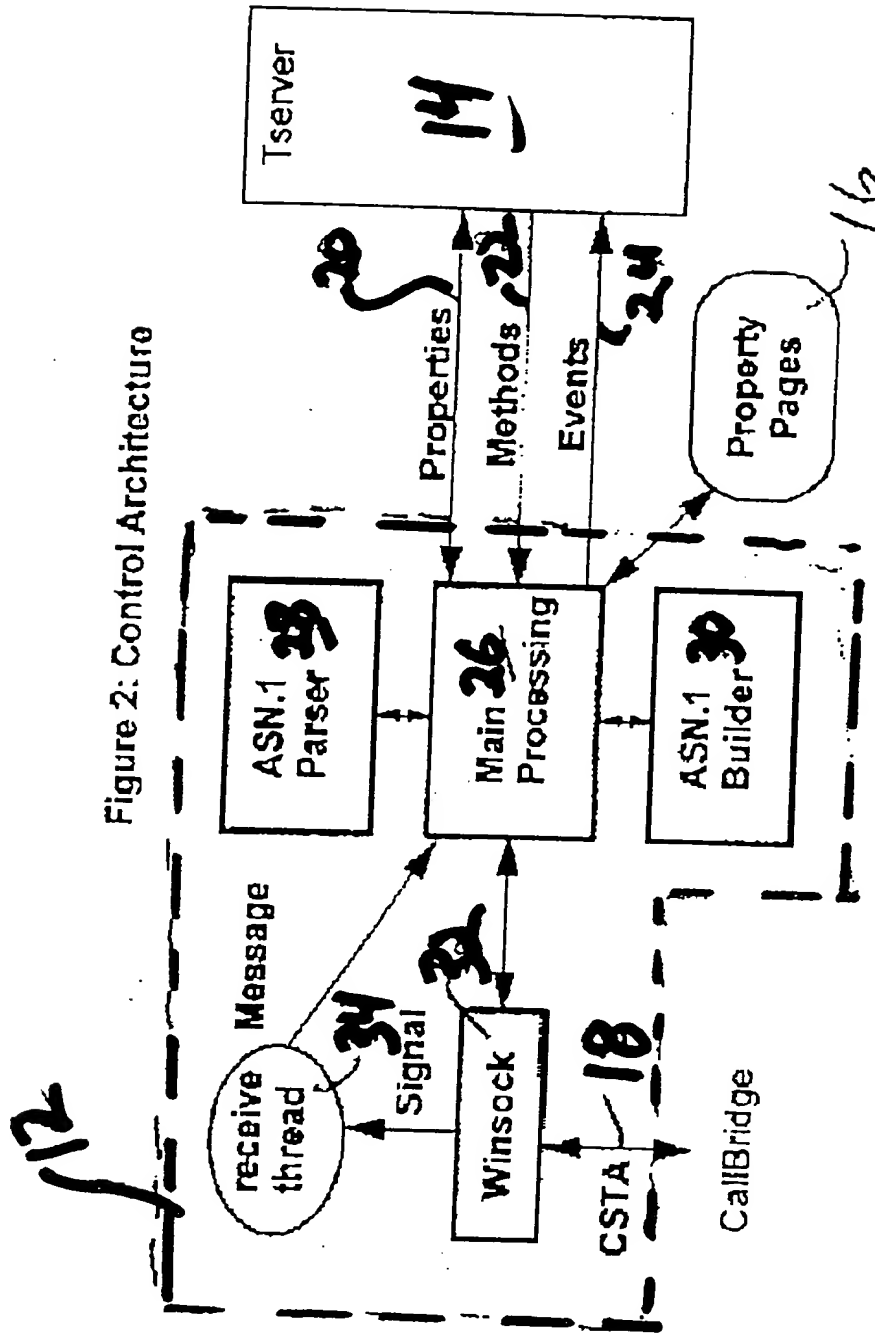 Figure 2: Control Architecture
12
receive
thread
34
Message
Signal
Winsock
32
CSTA
18
CallBridge
ASN.1
Parser
28
Main
Processing
26
ASN.1
Builder
30
Properties
20
Methods
22
Events
24
Tserver
14
Property
Pages
16